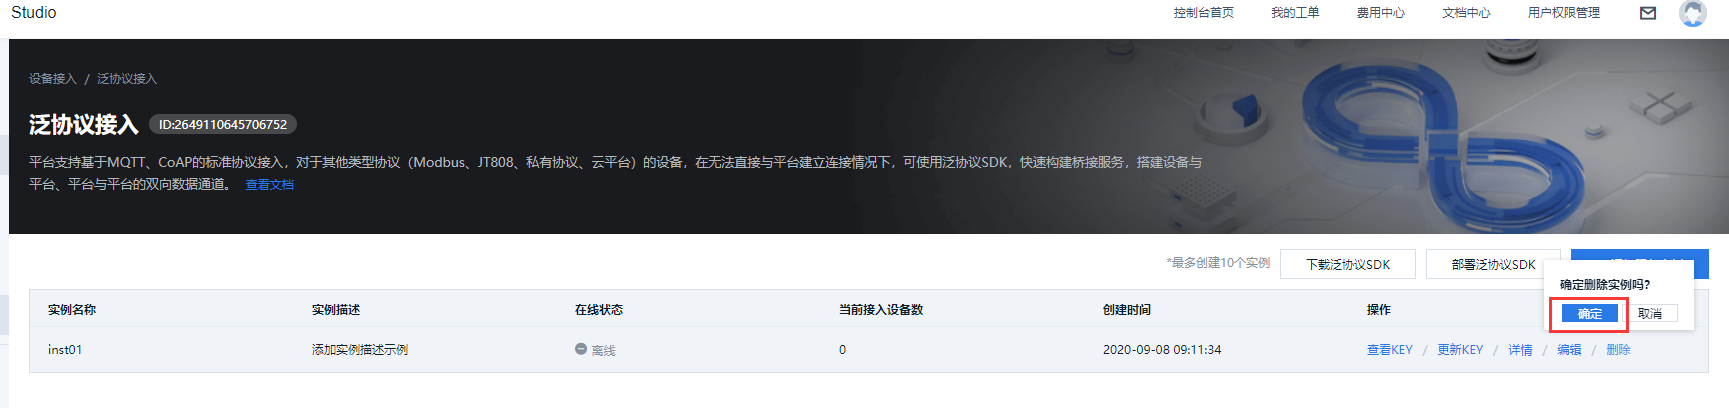 Studio
控制台首页 我的工单 费用中心 文档中心 用户权限管理
设备接入 / 泛协议接入
泛协议接入 ID:2649110645706752
平台支持基于MQTT、CoAP的标准协议接入，对于其他类型协议（Modbus、JT808、私有协议、云平台）的设备，在无法直接与平台建立连接情况下，可使用泛协议SDK，快速构建桥接服务，搭建设备与
平台、平台与平台的双向数据通道。 查看文档
*最多创建10个实例 下载泛协议SDK 部署泛协议SDK
确定删除实例吗？
确定 取消
实例名称 实例描述 在线状态 当前接入设备数 创建时间 操作
inst01 添加实例描述示例 离线 0 2020-09-08 09:11:34 查看KEY / 更新KEY / 详情 / 编辑 / 删除